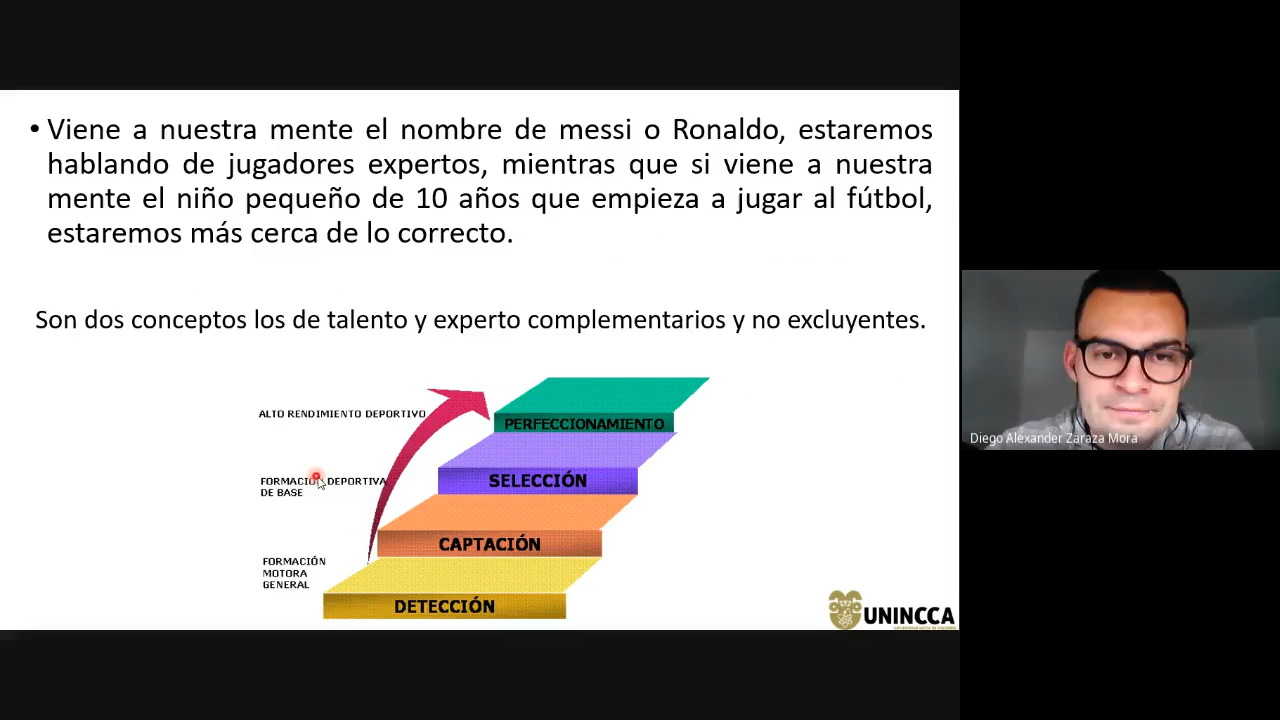 • Viene a nuestra mente el nombre de messi o Ronaldo, estaremos
hablando de jugadores expertos, mientras que si viene a nuestra
mente el niño pequeño de 10 años que empieza a jugar al fútbol,
estaremos más cerca de lo correcto.
Son dos conceptos los de talento y experto complementarios y no excluyentes.
ALTO RENDIMIENTO DEPORTIVO
PERFECCIONAMIENTO
FORMACIÓN DEPORTIVA
DE BASE
SELECCIÓN
CAPTACIÓN
FORMACIÓN
MOTORA
GENERAL
DETECCIÓN
UNINCCA
Diego Alexander Zaraza Mora